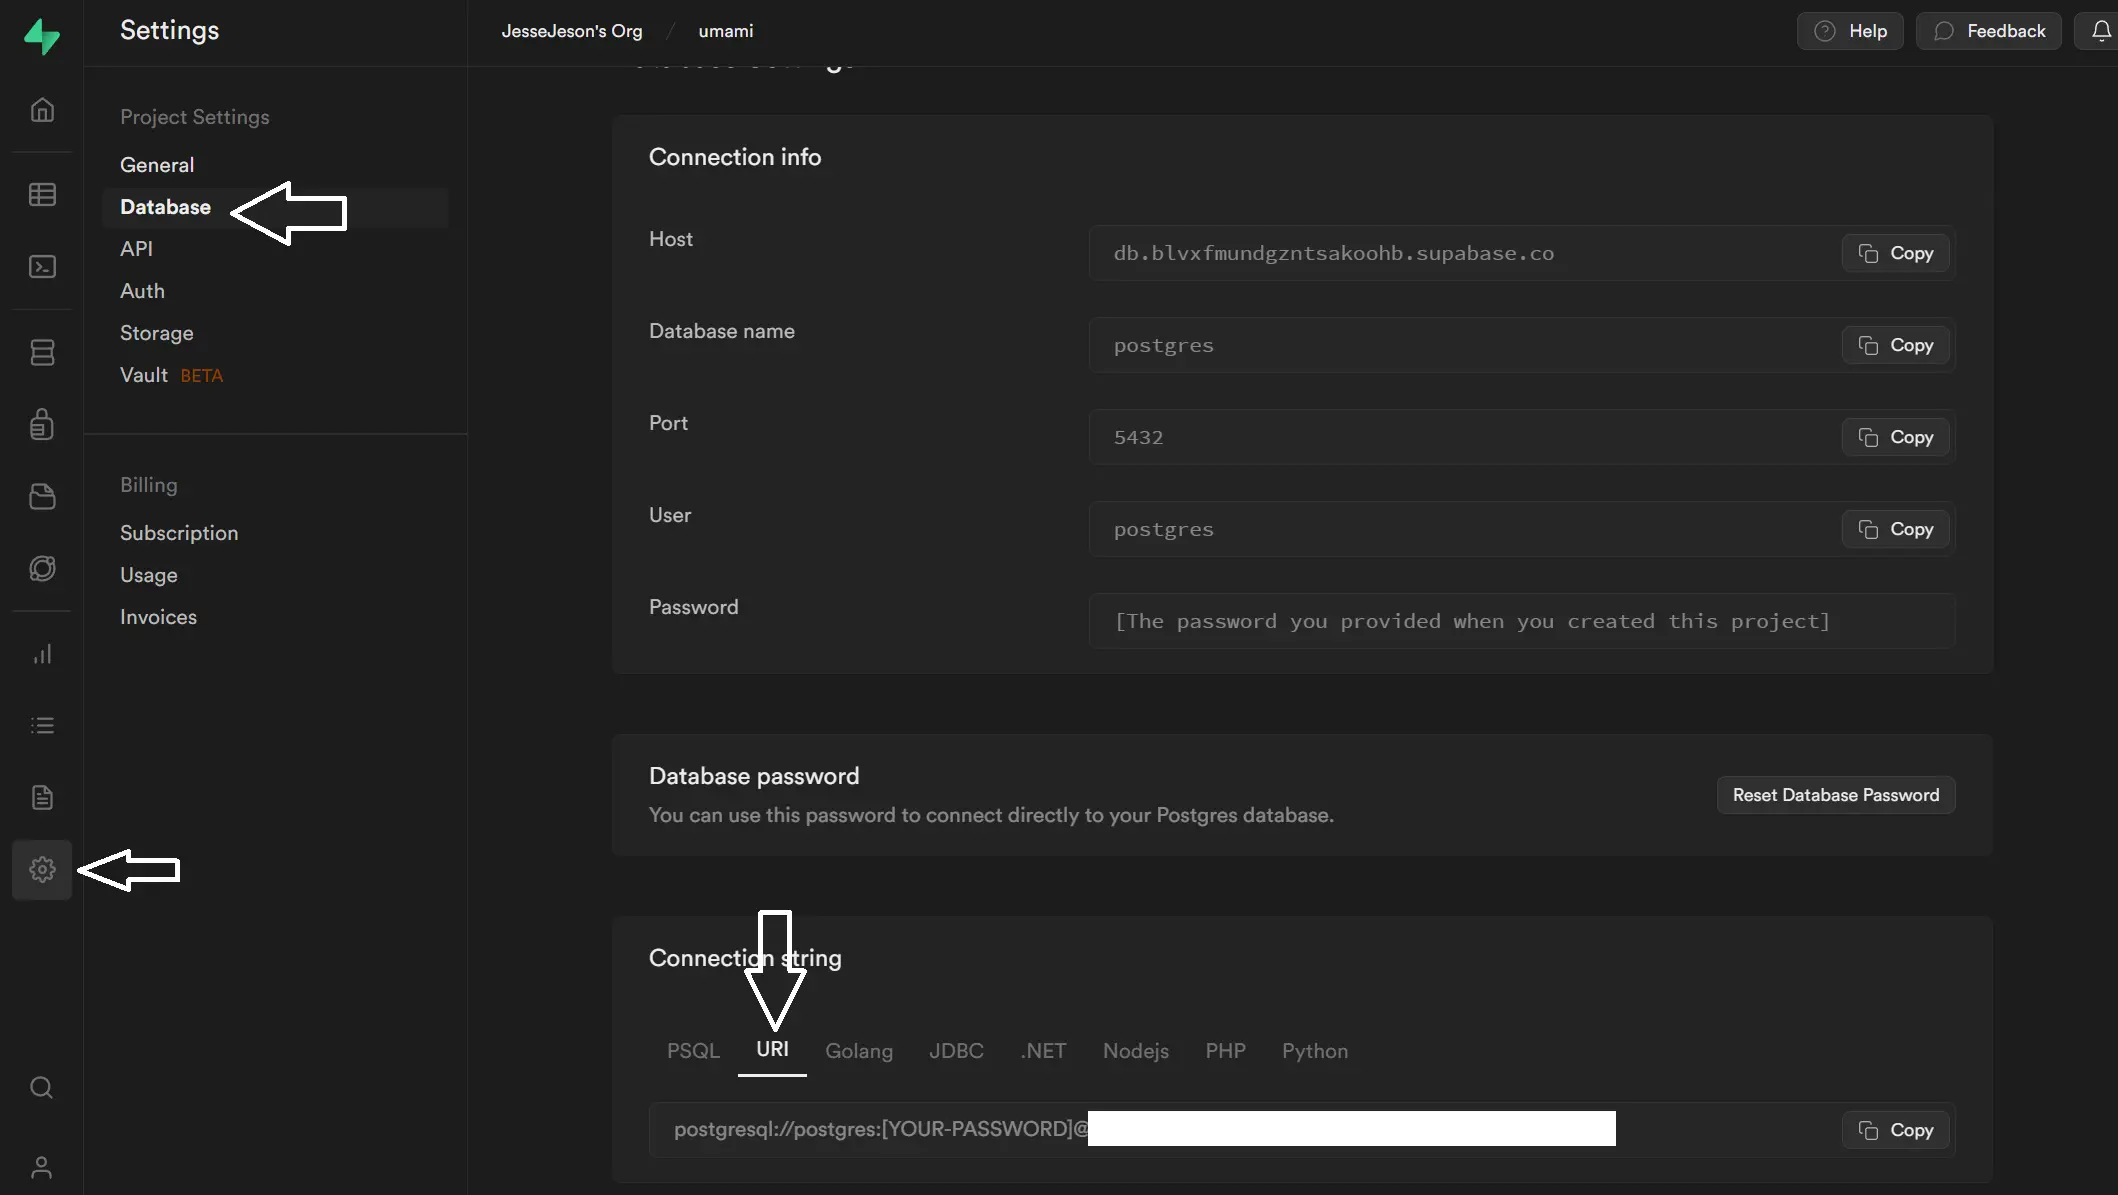 Settings
JesseJeson's Org / umami
Help
Feedback
Project Settings
General
Database
API
Auth
Storage
Vault BETA
Billing
Subscription
Usage
Invoices
Connection info
Host
db.blvxfmundgzntsakoohb.supabase.co
Copy
Database name
postgres
Copy
Port
5432
Copy
User
postgres
Copy
Password
[The password you provided when you created this project]
Database password
You can use this password to connect directly to your Postgres database.
Reset Database Password
Connection string
PSQL URI Golang JDBC .NET Nodejs PHP Python
postgresql://postgres:[YOUR-PASSWORD]@
Copy